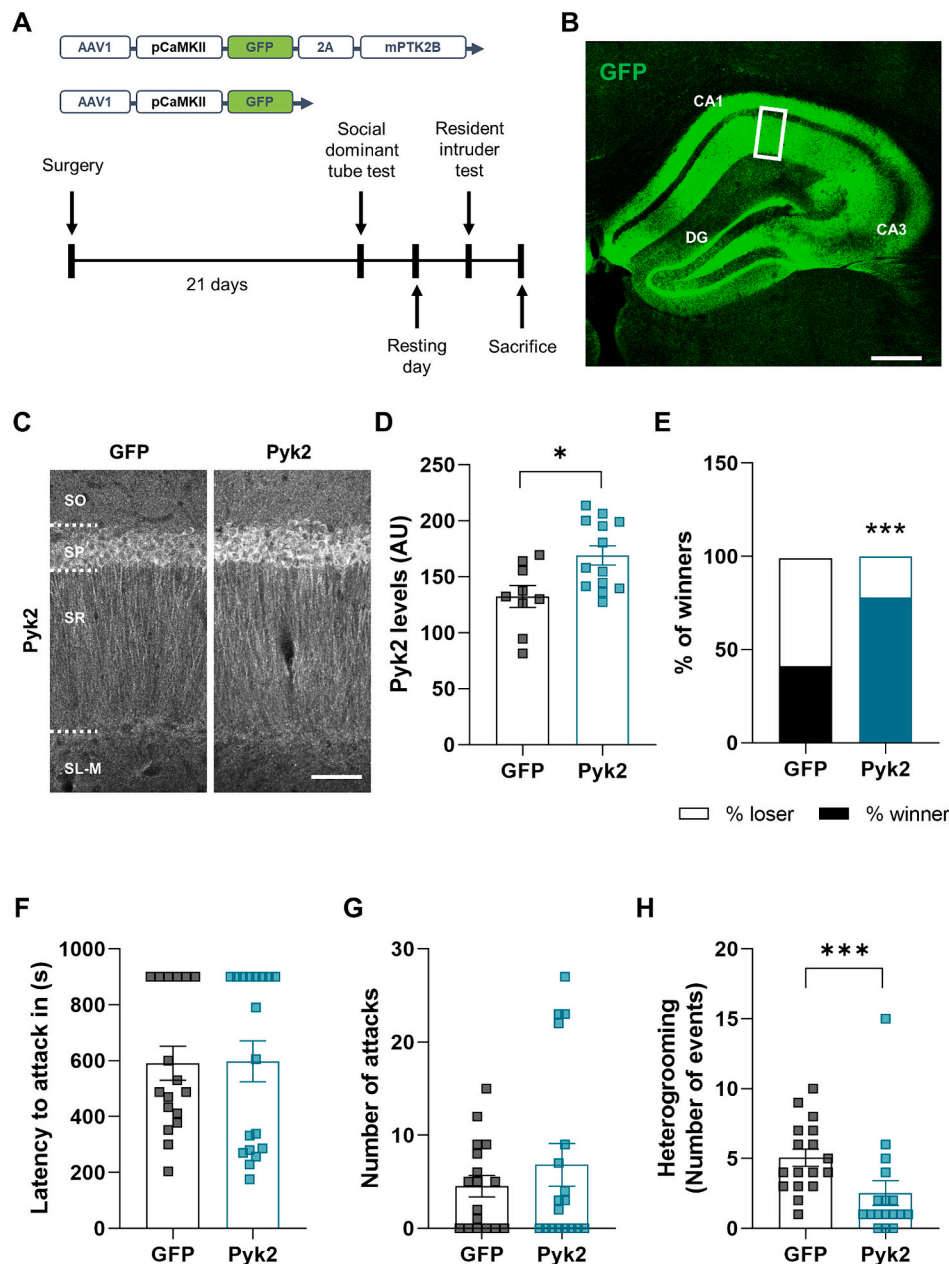 A
AAV1 pCaMKII GFP 2A mPTK2B
AAV1 pCaMKII GFP
Surgery
Social
dominant
tube test
Resident
intruder
test
21 days
Resting
day
Sacrifice
B
GFP
CA1
CA3
DG
C
GFP Pyk2
Pyk2
SO
SP
SR
SL-M
D
Pyk2 levels (AU)
250
200
150
100
50
0
*
GFP Pyk2
E
% of winners
150
100
50
0
***
GFP Pyk2
% loser % winner
F
Latency to attack in (s)
1000
800
600
400
200
0
GFP Pyk2
G
Number of attacks
30
20
10
0
GFP Pyk2
H
Heterogrooming
(Number of events)
20
15
10
5
0
***
GFP Pyk2